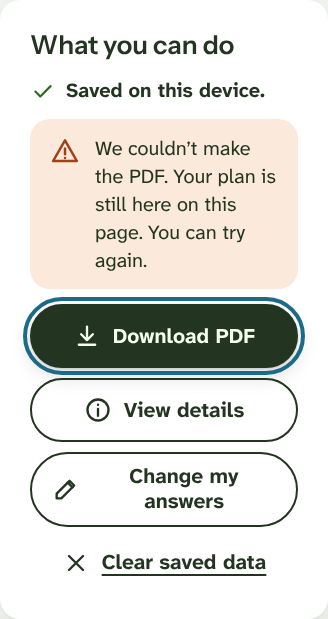 What you can do
Saved on this device.
We couldn’t make
the PDF. Your plan is
still here on this
page. You can try
again.
Download PDF
View details
Change my
answers
Clear saved data